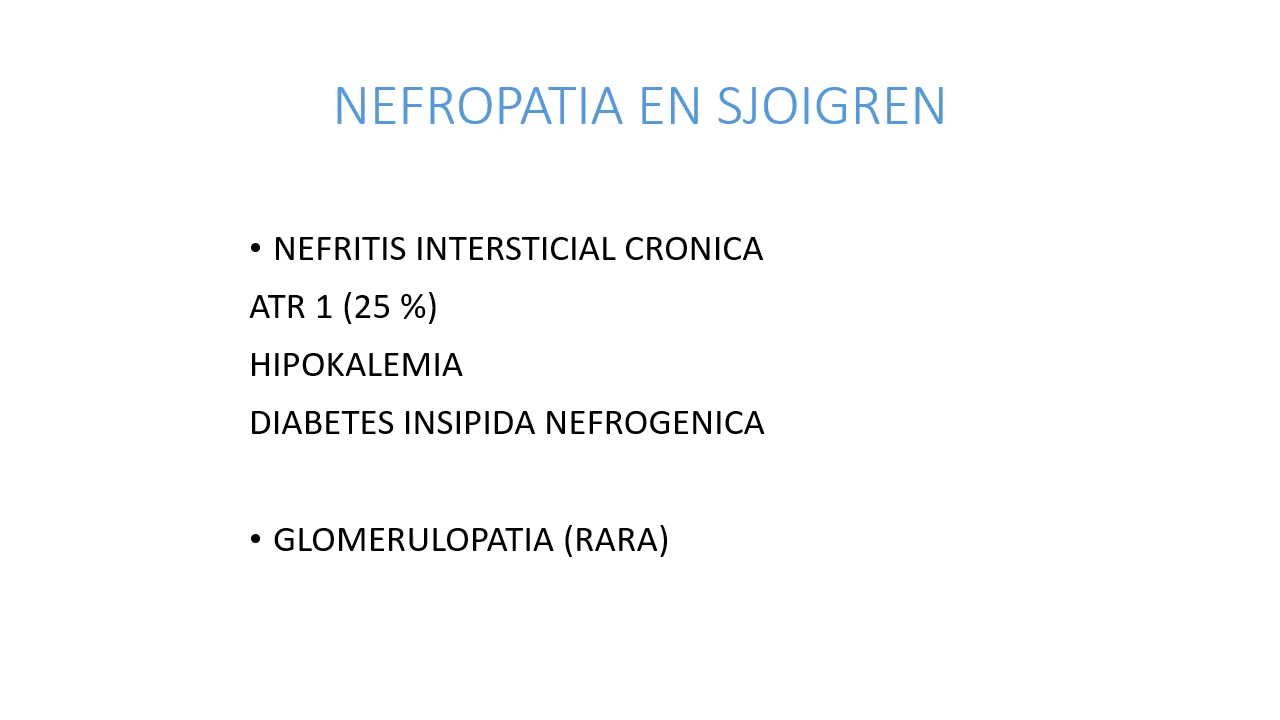 NEFROPATIA EN SJOIGREN
• NEFRITIS INTERSTICIAL CRONICA
ATR 1 (25 %)
HIPOKALEMIA
DIABETES INSIPIDA NEFROGENICA
• GLOMERULOPATIA (RARA)